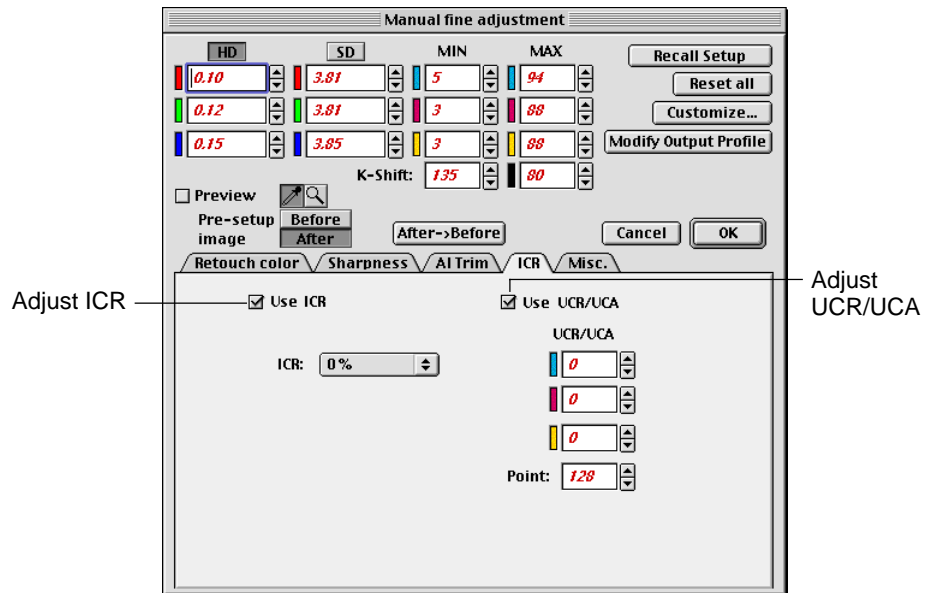 Manual fine adjustment
HD SD MIN MAX
Recall Setup
0.10 3.81 5 94
Reset all
0.12 3.81 3 88
Customize...
0.15 3.85 3 88
Modify Output Profile
K-Shift: 135 80
Preview
Pre-setup image
Before
After
After->Before
Cancel OK
Retouch color Sharpness AI Trim ICR Misc.
Adjust ICR
Use ICR
Use UCR/UCA
Adjust
UCR/UCA
UCR/UCA
ICR: 0%
0
0
0
Point: 128